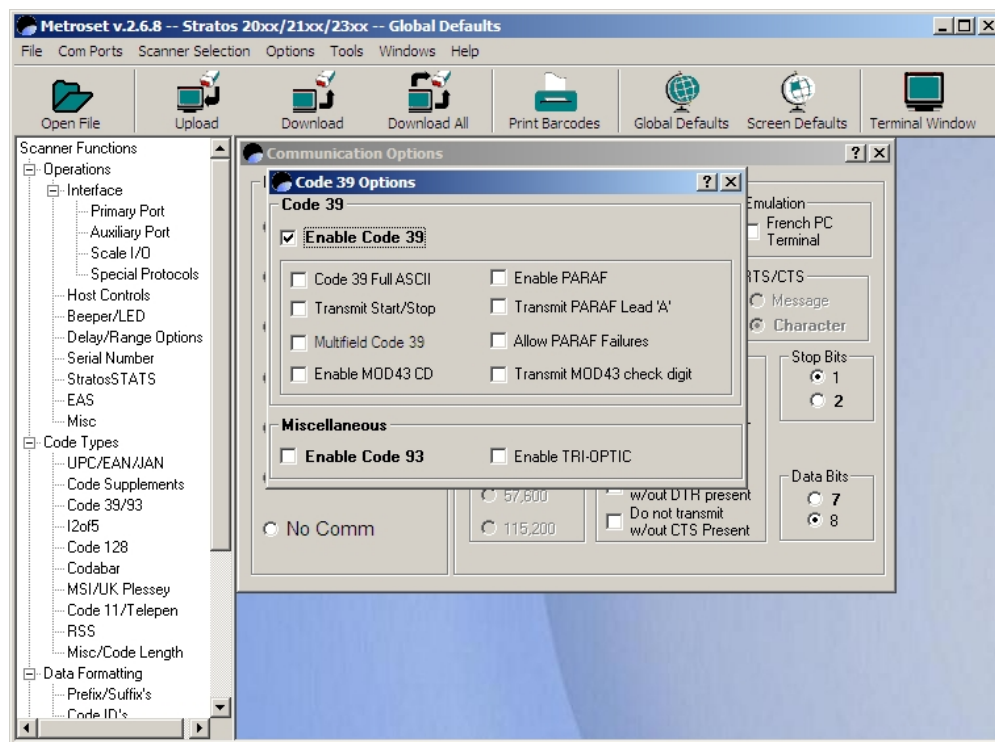 Metroset v.2.6.8 -- Stratos 20xx/21xx/23xx -- Global Defaults
File Com Ports Scanner Selection Options Tools Windows Help
Open File Upload Download Download All Print Barcodes Global Defaults Screen Defaults Terminal Window
Scanner Functions
Operations
Interface
Primary Port
Auxiliary Port
Scale I/O
Special Protocols
Host Controls
Beeper/LED
Delay/Range Options
Serial Number
StratosSTATS
EAS
Misc
Code Types
UPC/EAN/JAN
Code Supplements
Code 39/93
I2of5
Code 128
Codabar
MSI/UK Plessey
Code 11/Telepen
RSS
Misc/Code Length
Data Formatting
Prefix/Suffix's
Code ID's
Communication Options
Code 39 Options
Code 39
Enable Code 39
Code 39 Full ASCII
Enable PARAF
Transmit Start/Stop
Transmit PARAF Lead 'A'
Multifield Code 39
Allow PARAF Failures
Enable MOD43 CD
Transmit MOD43 check digit
Miscellaneous
Enable Code 93
Enable TRI-OPTIC
Emulation
French PC
Terminal
RTS/CTS
Message
Character
Stop Bits
1
2
Data Bits
7
8
57,600
w/out DTR present
115,200
Do not transmit
w/out CTS Present
No Comm